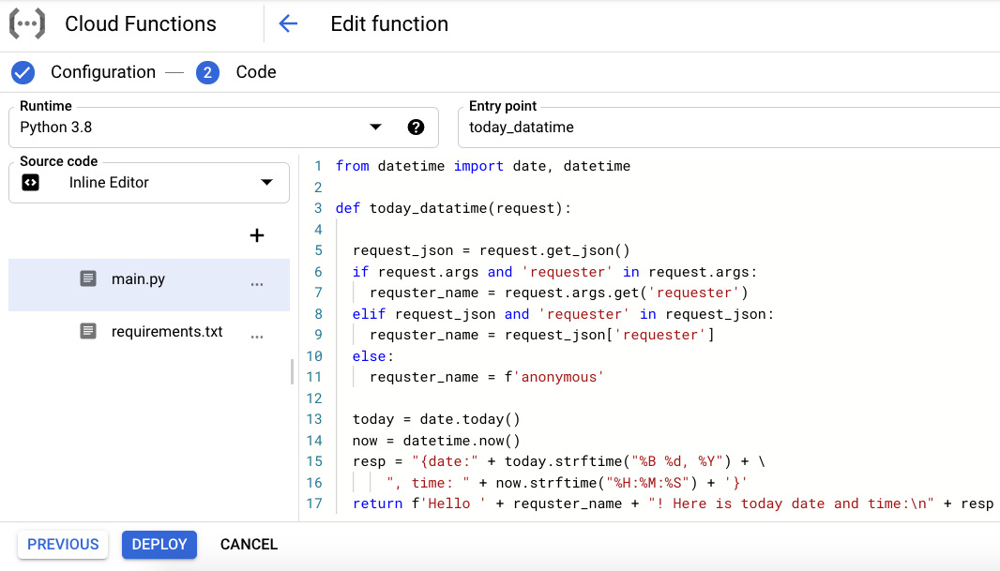 Cloud Functions
Edit function
Configuration
2
Code
Runtime
Python 3.8
Entry point
today_datatime
Source code
Inline Editor
main.py
...
requirements.txt
...
1 from datetime import date, datetime
2
3 def today_datatime(request):
4
5 request_json = request.get_json()
6 if request.args and 'requester' in request.args:
7 requster_name = request.args.get('requester')
8 elif request_json and 'requester' in request_json:
9 requster_name = request_json['requester']
10 else:
11 requster_name = f'anonymous'
12
13 today = date.today()
14 now = datetime.now()
15 resp = "{date:" + today.strftime("%B %d, %Y") + \
16 ", time: " + now.strftime("%H:%M:%S") + '}'
17 return f'Hello ' + requster_name + "! Here is today date and time:\n" + resp
PREVIOUS
DEPLOY
CANCEL